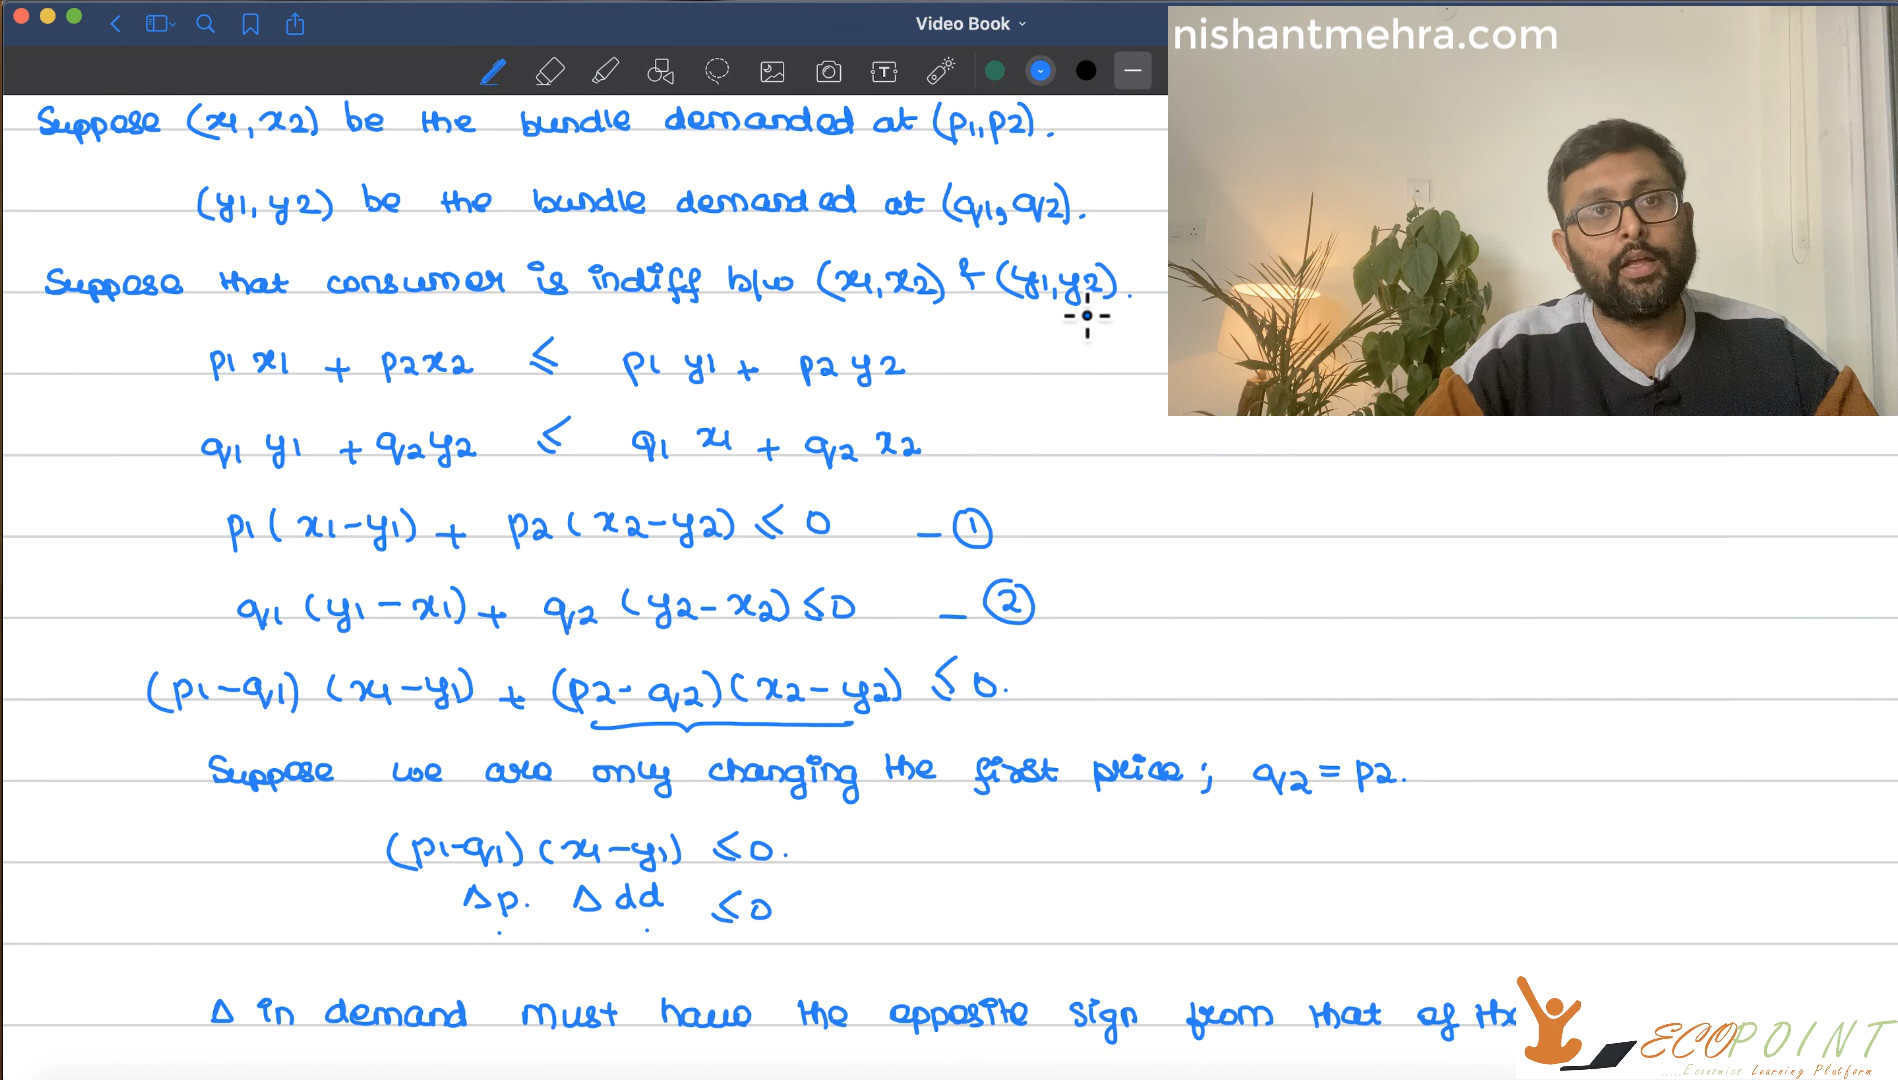 Video Book
nishantmehra.com
Suppose (x1, x2) be the bundle demanded at (p1, p2).
(y1, y2) be the bundle demanded at (q1, q2).
Suppose that consumer is indiff b/w (x1, x2) & (y1, y2).
p1 x1 + p2 x2 ≤ p1 y1 + p2 y2
q1 y1 + q2 y2 ≤ q1 x1 + q2 x2
p1 (x1 - y1) + p2 (x2 - y2) ≤ 0 - ①
q1 (y1 - x1) + q2 (y2 - x2) ≤ 0 - ②
(p1 - q1) (x1 - y1) + (p2 - q2) (x2 - y2) ≤ 0.
Suppose we are only changing the first price; q2 = p2.
(p1 - q1) (x1 - y1) ≤ 0.
Δp. Δdd ≤ 0
Δ in demand must have the opposite sign from that of the
ECOPOINT
.....Economics Learning Platform